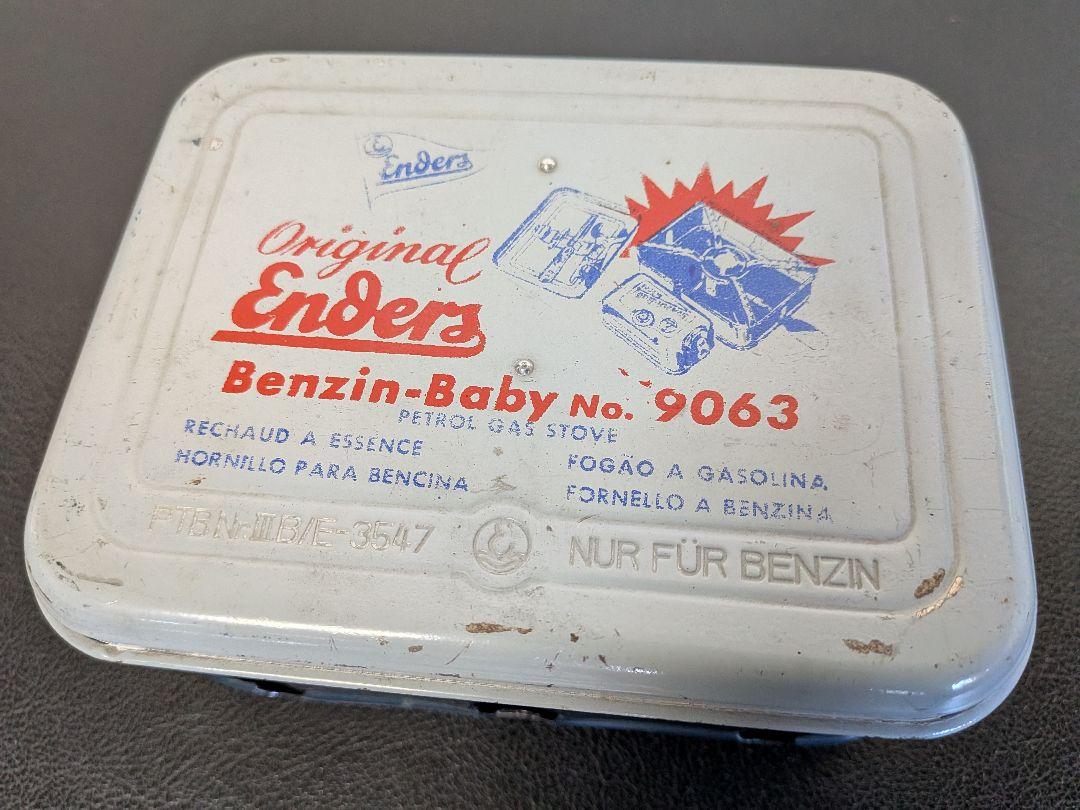 Enders
Original
Enders
Benzin-Baby No. 9063
PETROL GAS STOVE
RECHAUD A ESSENCE
HORNILLO PARA BENCINA
FOGÃO A GASOLINA
FORNELLO A BENZINA
PTB Nr. III B/E-3547
NUR FÜR BENZIN